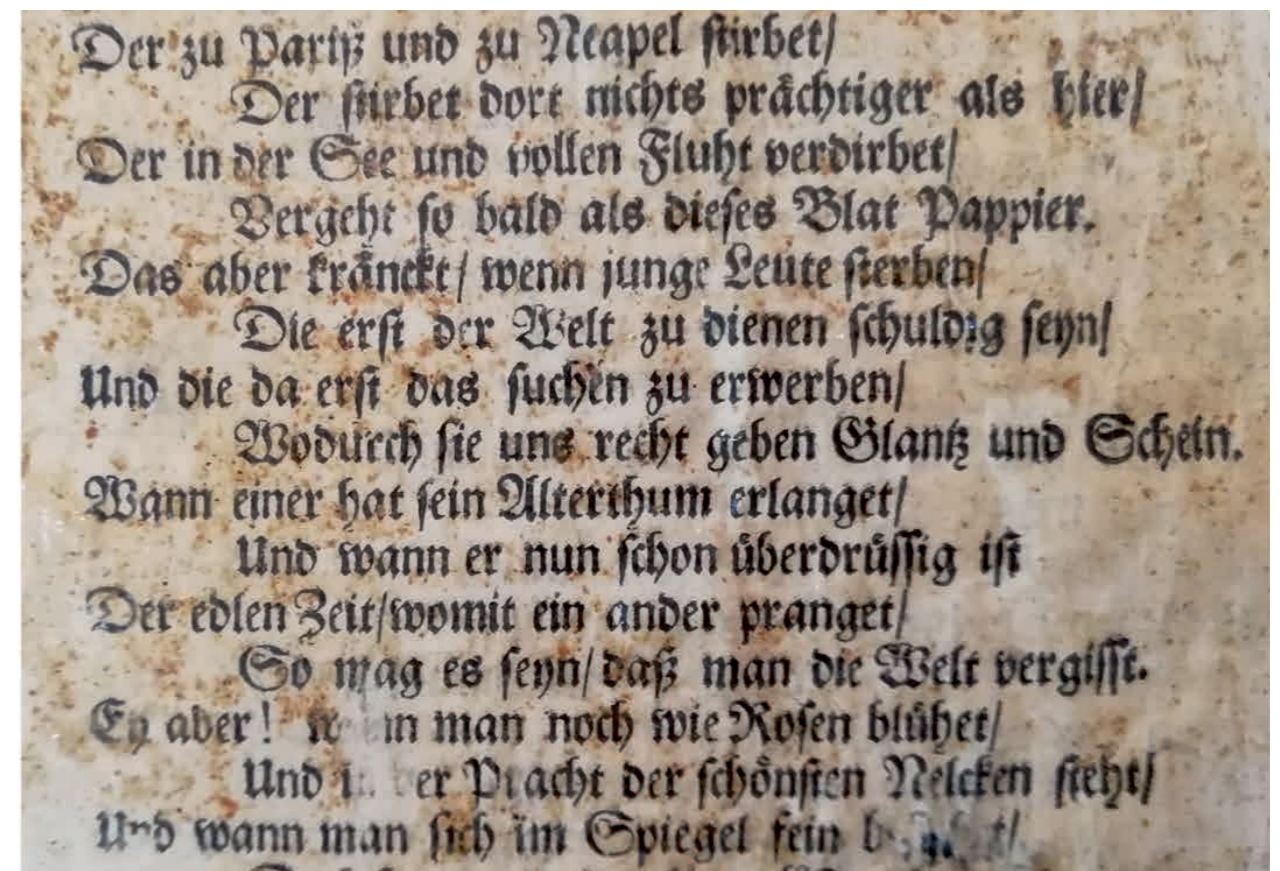 Der zu Pariß und zu Neapel stirbet/
Der stirbet dort nichts prächtiger als hier/
Der in der See und vollen Fluht verdirbet/
Vergeht so bald als dieses Blat Pappier.
Das aber kränckt/ wenn junge Leute sterben/
Die erst der Welt zu dienen schuldig seyn/
Und die da erst das suchen zu erwerben/
Wodurch sie uns recht geben Glantz und Schein.
Wann einer hat sein Alterthum erlanget/
Und wann er nun schon überdrüssig ist
Der edlen Zeit/womit ein ander pranget/
So mag es seyn/daß man die Welt vergisst.
Ey aber! man noch wie Rosen blühet/
Und Pracht der schönsten Nelcken steht/
Und wann man sich im Spiegel fein